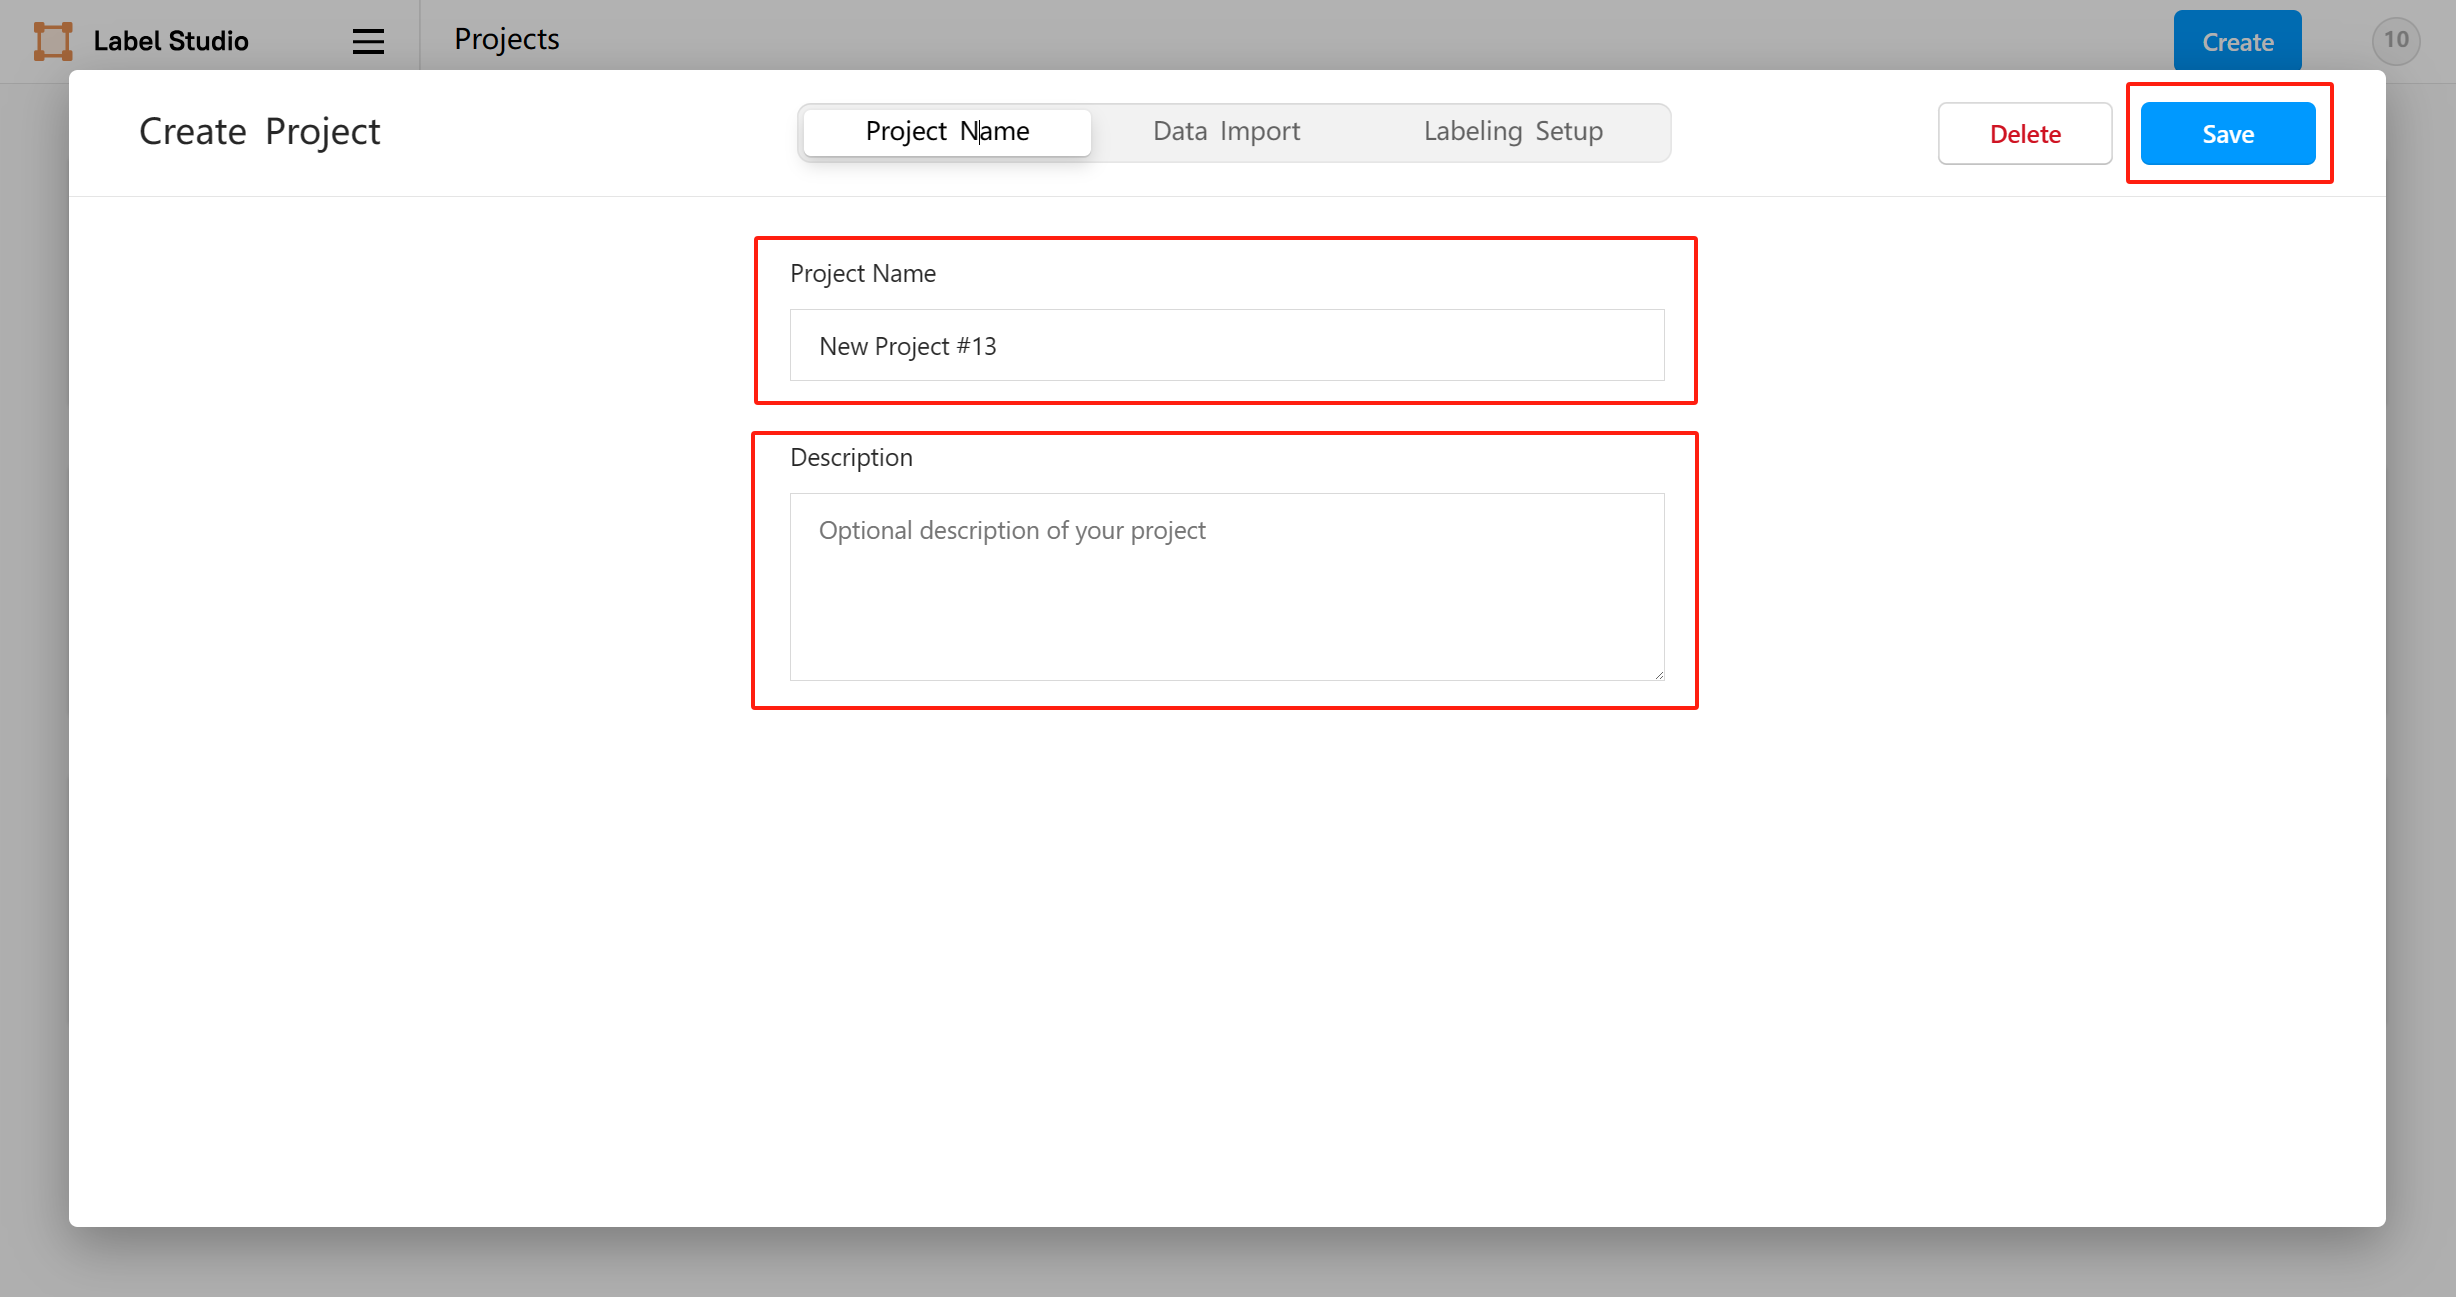 Label Studio
Projects
Create
10
Create Project
Project Name
Data Import
Labeling Setup
Delete
Save
Project Name
New Project #13
Description
Optional description of your project